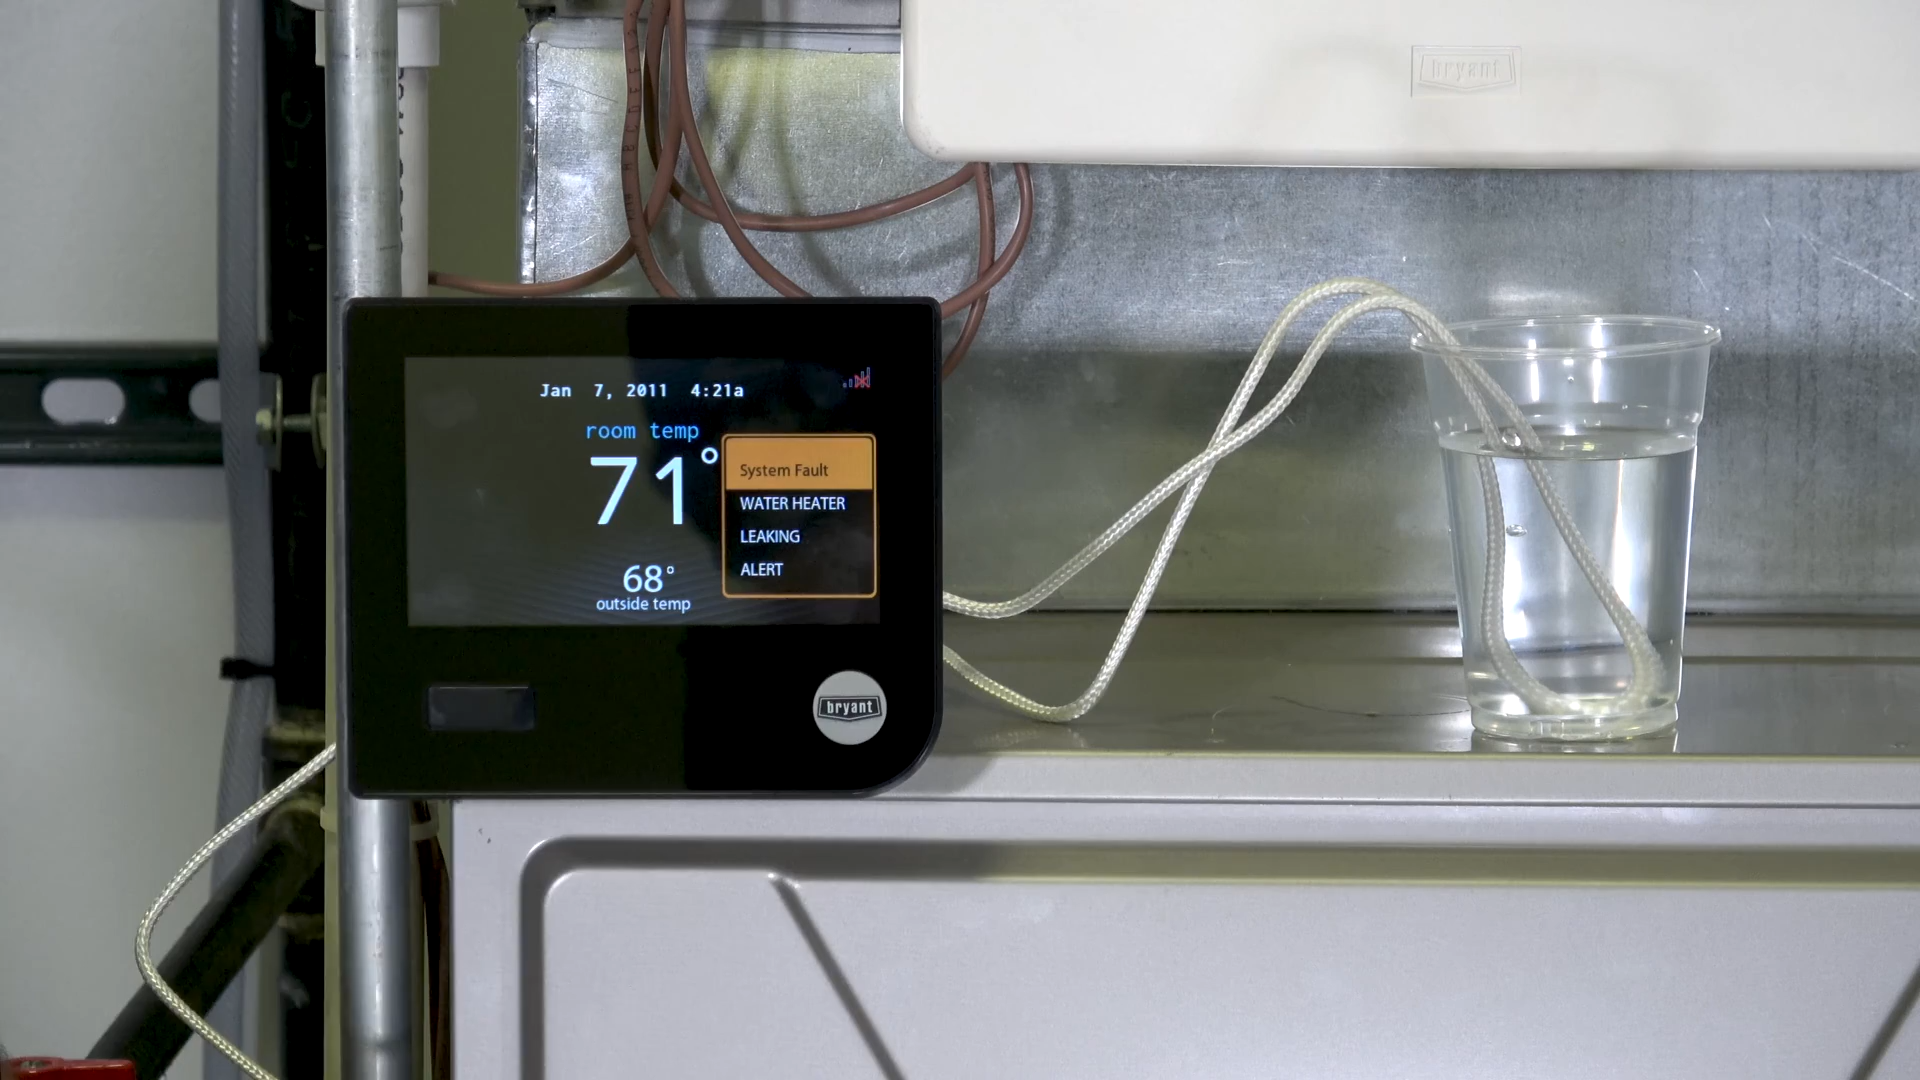 bryant
Jan 7, 2011 4:21a
room temp
71°
System Fault
WATER HEATER
LEAKING
ALERT
68°
outside temp
bryant